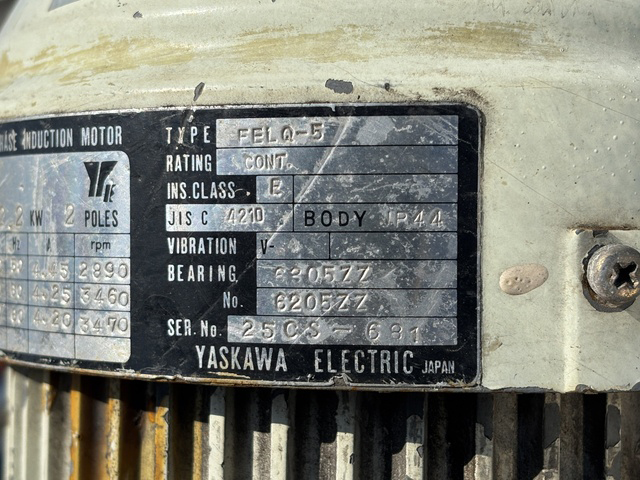 INDUCTION MOTOR
KW 2 POLES
Hz A rpm
2890
3460
3470
TYPE FELQ-5
RATING CONT.
INS.CLASS E
JIS C 4210 BODY IP44
VIBRATION V-
BEARING 6305ZZ
No. 6205ZZ
SER.No. 25CS-681
YASKAWA ELECTRIC JAPAN